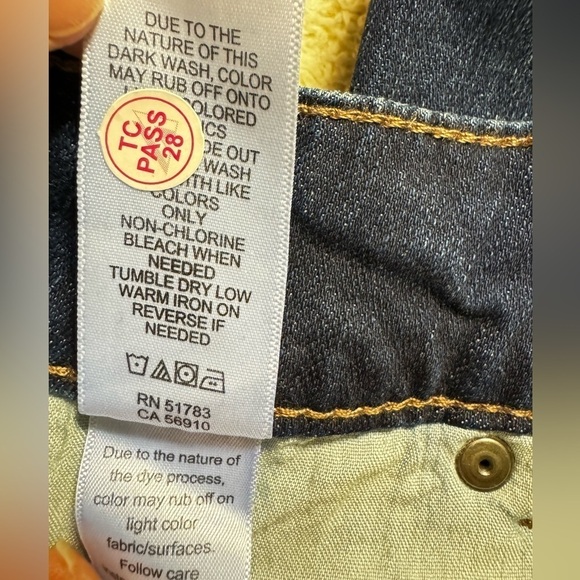 DUE TO THE
NATURE OF THIS
DARK WASH, COLOR
MAY RUB OFF ONTO
COLORED
TC
PASS
28
OUT
WASH
WITH LIKE
COLORS
ONLY
NON-CHLORINE
BLEACH WHEN
NEEDED
TUMBLE DRY LOW
WARM IRON ON
REVERSE IF
NEEDED
RN 51783
CA 56910
Due to the nature of
the dye process,
color may rub off on
light color
fabric/surfaces.
Follow care